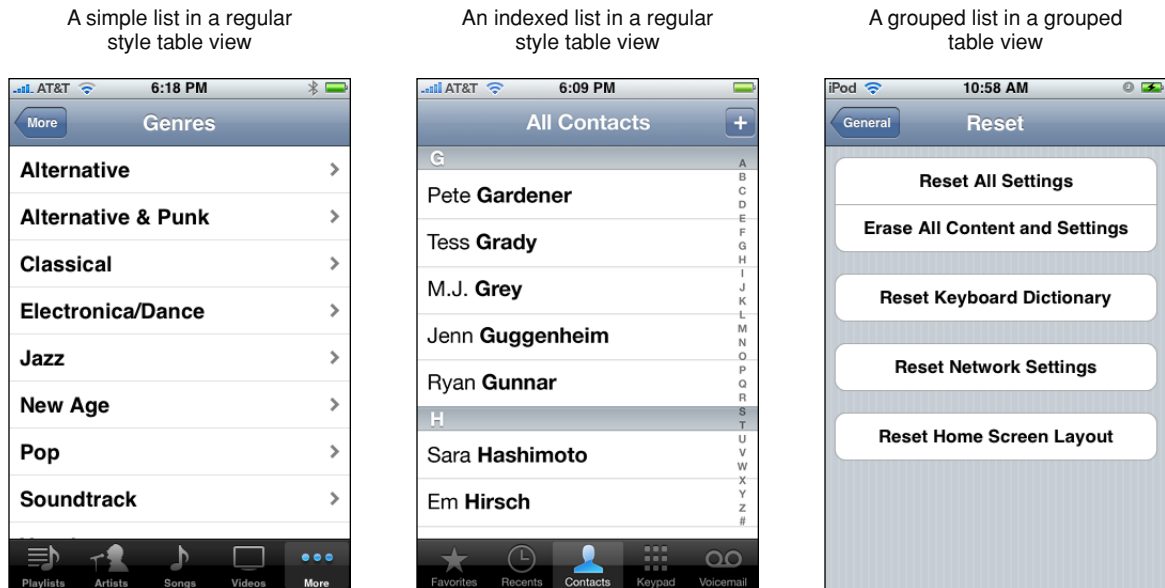 A simple list in a regular
style table view
An indexed list in a regular
style table view
A grouped list in a grouped
table view
AT&T 6:18 PM
More Genres
Alternative
Alternative & Punk
Classical
Electronica/Dance
Jazz
New Age
Pop
Soundtrack
Playlists Artists Songs Videos More
AT&T 6:09 PM
All Contacts +
G
Pete Gardener
Tess Grady
M.J. Grey
Jenn Guggenheim
Ryan Gunnar
H
Sara Hashimoto
Em Hirsch
A
B
C
D
E
F
G
H
I
J
K
L
M
N
O
P
Q
R
S
T
U
V
W
X
Y
Z
#
Favorites Recents Contacts Keypad Voicemail
iPod 10:58 AM
General Reset
Reset All Settings
Erase All Content and Settings
Reset Keyboard Dictionary
Reset Network Settings
Reset Home Screen Layout